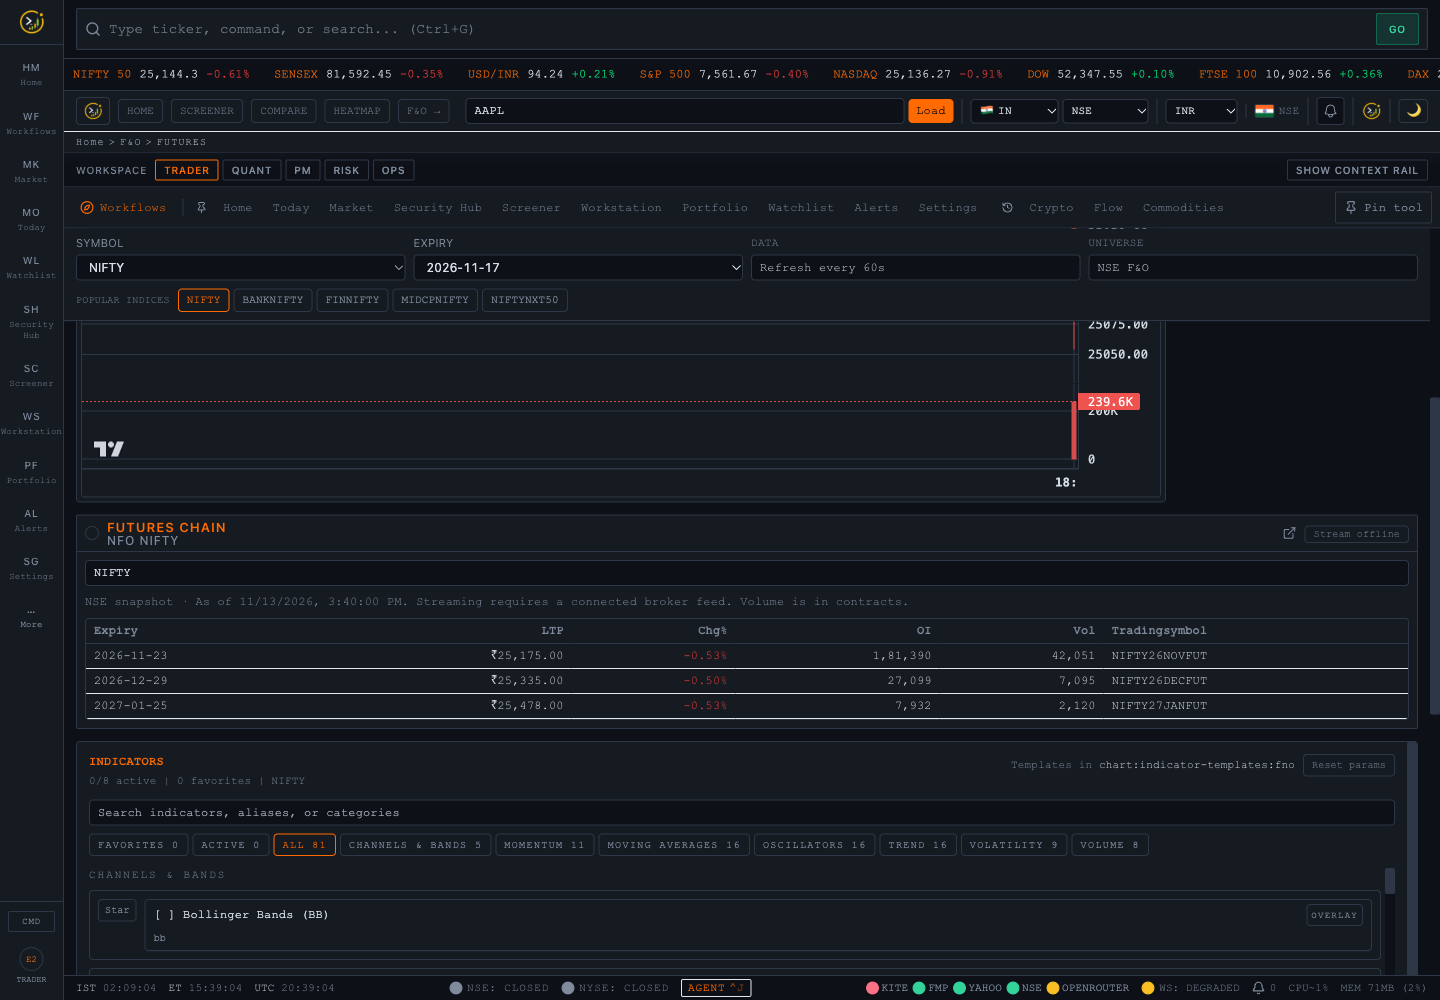 Type ticker, command, or search... (Ctrl+G)
GO
NIFTY 50 25,144.3 -0.61% SENSEX 81,592.45 -0.35% USD/INR 94.24 +0.21% S&P 500 7,561.67 -0.40% NASDAQ 25,136.27 -0.91% DOW 52,347.55 +0.10% FTSE 100 10,902.56 +0.36% DAX
HOME SCREENER COMPARE HEATMAP F&O → AAPL Load IN NSE INR NSE
Home > F&O > FUTURES
WORKSPACE TRADER QUANT PM RISK OPS SHOW CONTEXT RAIL
Workflows Home Today Market Security Hub Screener Workstation Portfolio Watchlist Alerts Settings Crypto Flow Commodities Pin tool
HM
Home
WF
Workflows
MK
Market
MO
Today
WL
Watchlist
SH
Security
Hub
SC
Screener
WS
Workstation
PF
Portfolio
AL
Alerts
SG
Settings
...
More
CMD
E2
TRADER
SYMBOL EXPIRY DATA UNIVERSE
NIFTY 2026-11-17 Refresh every 60s NSE F&O
POPULAR INDICES NIFTY BANKNIFTY FINNIFTY MIDCPNIFTY NIFTYNXT50
25075.00
25050.00
239.6K
200K
0
18:
FUTURES CHAIN
NFO NIFTY
Stream offline
NIFTY
NSE snapshot · As of 11/13/2026, 3:40:00 PM. Streaming requires a connected broker feed. Volume is in contracts.
Expiry LTP Chg% OI Vol Tradingsymbol
2026-11-23 ₹25,175.00 -0.53% 1,81,390 42,051 NIFTY26NOVFUT
2026-12-29 ₹25,335.00 -0.50% 27,099 7,095 NIFTY26DECFUT
2027-01-25 ₹25,478.00 -0.53% 7,932 2,120 NIFTY27JANFUT
INDICATORS
0/8 active | 0 favorites | NIFTY
Templates in chart:indicator-templates:fno Reset params
Search indicators, aliases, or categories
FAVORITES 0 ACTIVE 0 ALL 81 CHANNELS & BANDS 5 MOMENTUM 11 MOVING AVERAGES 16 OSCILLATORS 16 TREND 16 VOLATILITY 9 VOLUME 8
CHANNELS & BANDS
Star [ ] Bollinger Bands (BB) OVERLAY
bb
IST 02:09:04 ET 15:39:04 UTC 20:39:04 NSE: CLOSED NYSE: CLOSED AGENT ^J KITE FMP YAHOO NSE OPENROUTER WS: DEGRADED 0 CPU~1% MEM 71MB (2%)